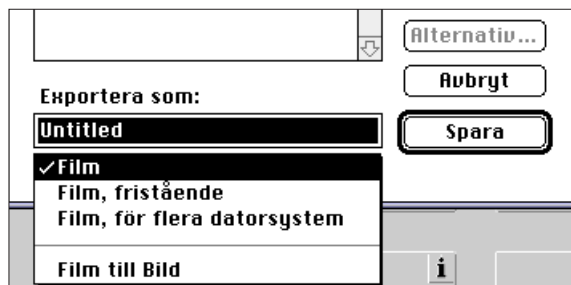 Alternativ...
Avbryt
Exportera som:
Untitled
Spara
✓Film
Film, fristående
Film, för flera datorsystem
Film till Bild
i